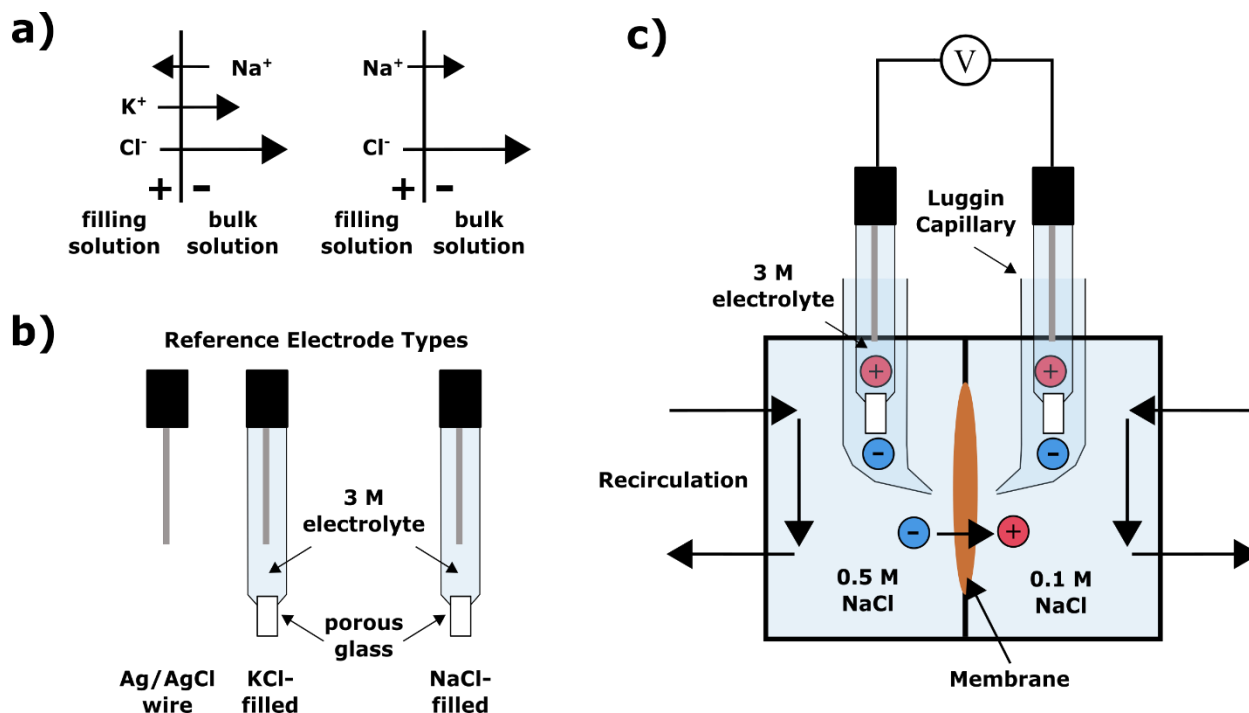 a)
Na⁺
K⁺
Cl⁻
+ -
filling
solution
bulk
solution
Na⁺
Cl⁻
+ -
filling
solution
bulk
solution
b)
Reference Electrode Types
3 M
electrolyte
porous
glass
Ag/AgCl
wire
KCl-
filled
NaCl-
filled
c)
V
Luggin
Capillary
3 M
electrolyte
+
+
-
-
Recirculation
-
+
0.5 M
NaCl
0.1 M
NaCl
Membrane